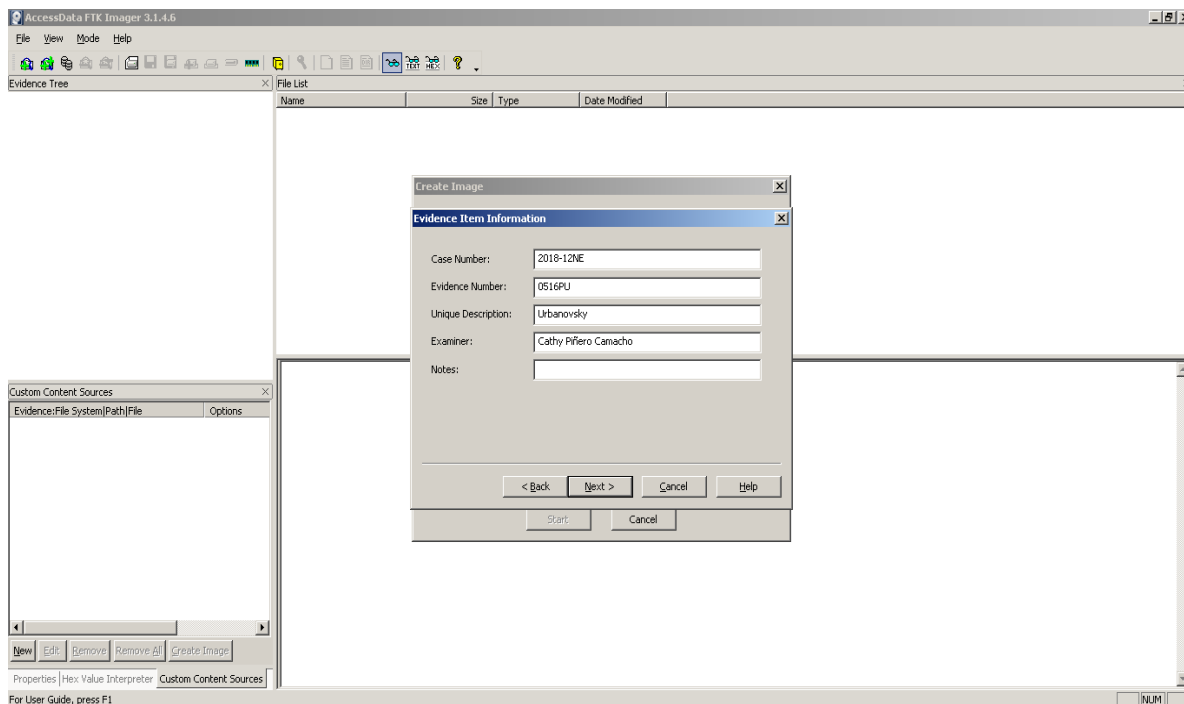 AccessData FTK Imager 3.1.4.6
File View Mode Help
TEXT HEX
Evidence Tree
File List
Name Size Type Date Modified
Create Image
Evidence Item Information
Case Number: 2018-12NE
Evidence Number: 0516PU
Unique Description: Urbanovsky
Examiner: Cathy Piñero Camacho
Notes:
< Back Next > Cancel Help
Start Cancel
Custom Content Sources
Evidence:File System|Path|File Options
New Edit Remove Remove All Create Image
Properties Hex Value Interpreter Custom Content Sources
For User Guide, press F1 NUM